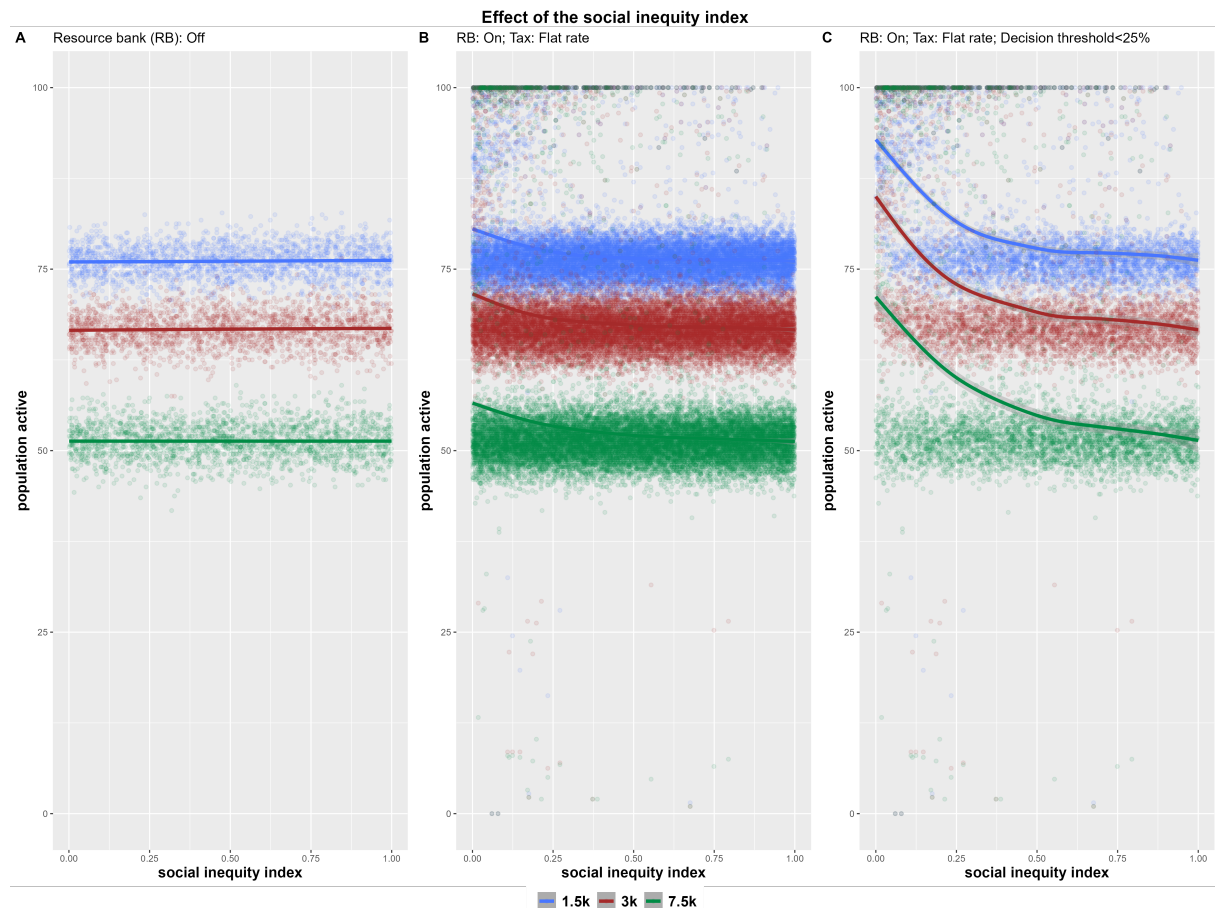 Effect of the social inequity index
A Resource bank (RB): Off
B RB: On; Tax: Flat rate
C RB: On; Tax: Flat rate; Decision threshold<25%
population active
100
75
50
25
0
0.00 0.25 0.50 0.75 1.00
social inequity index
population active
100
75
50
25
0
0.00 0.25 0.50 0.75 1.00
social inequity index
population active
100
75
50
25
0
0.00 0.25 0.50 0.75 1.00
social inequity index
1.5k 3k 7.5k